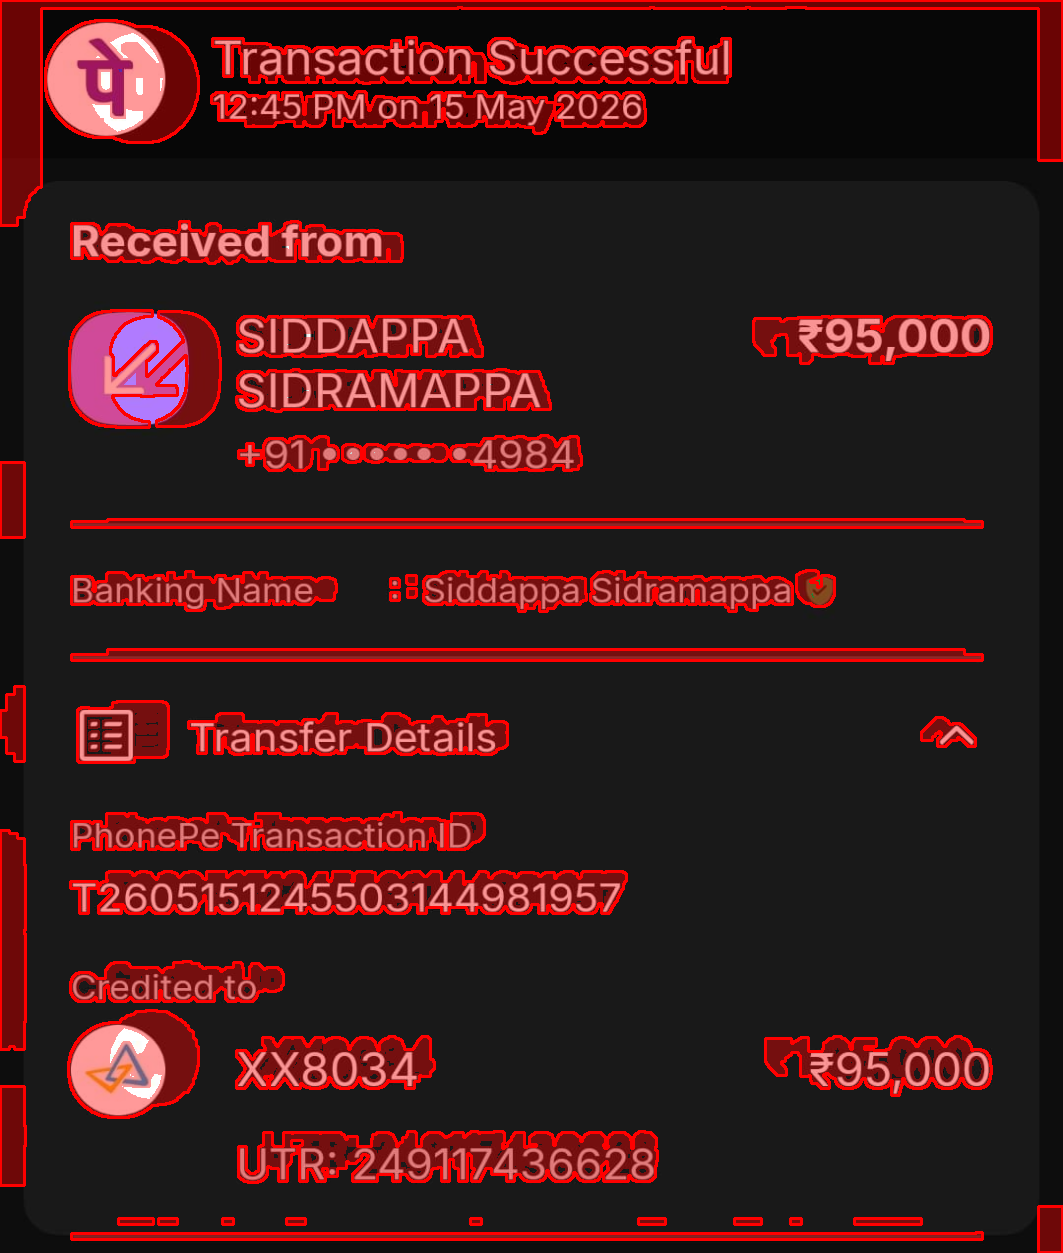 पे
Transaction Successful
12:45 PM on 15 May 2026
Received from
SIDDAPPA ₹95,000
SIDRAMAPPA
+91••••••4984
Banking Name : Siddappa Sidramappa
Transfer Details
PhonePe Transaction ID
T2605151245503144981957
Credited to
XX8034 ₹95,000
UTR: 249117436628